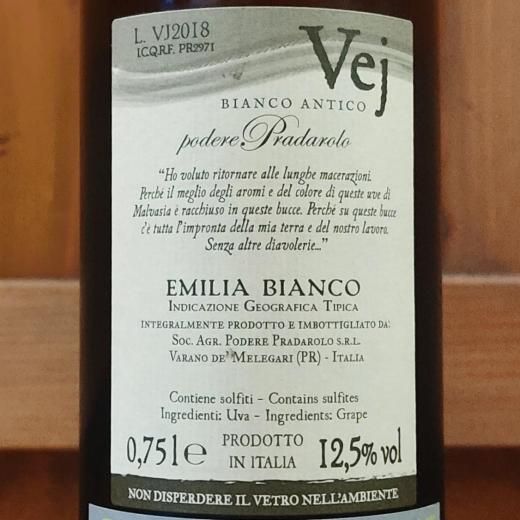 L. VJ2018
I.C.Q.R.F. PR2971
Vej
BIANCO ANTICO
podere Pradarolo
“Ho voluto ritornare alle lunghe macerazioni.
Perchè il meglio degli aromi e del colore di queste uve di
Malvasia è racchiuso in queste bucce. Perchè su queste bucce
c'è tutta l'impronta della mia terra e del nostro lavoro.
Senza altre diavolerie...”
EMILIA BIANCO
INDICAZIONE GEOGRAFICA TIPICA
INTEGRALMENTE PRODOTTO E IMBOTTIGLIATO DA:
SOC. AGR. PODERE PRADAROLO S.R.L.
VARANO DE' MELEGARI (PR) - ITALIA
Contiene solfiti – Contains sulfites
Ingredienti: Uva – Ingredients: Grape
0,75 l e PRODOTTO IN ITALIA 12,5% vol
NON DISPERDERE IL VETRO NELL'AMBIENTE